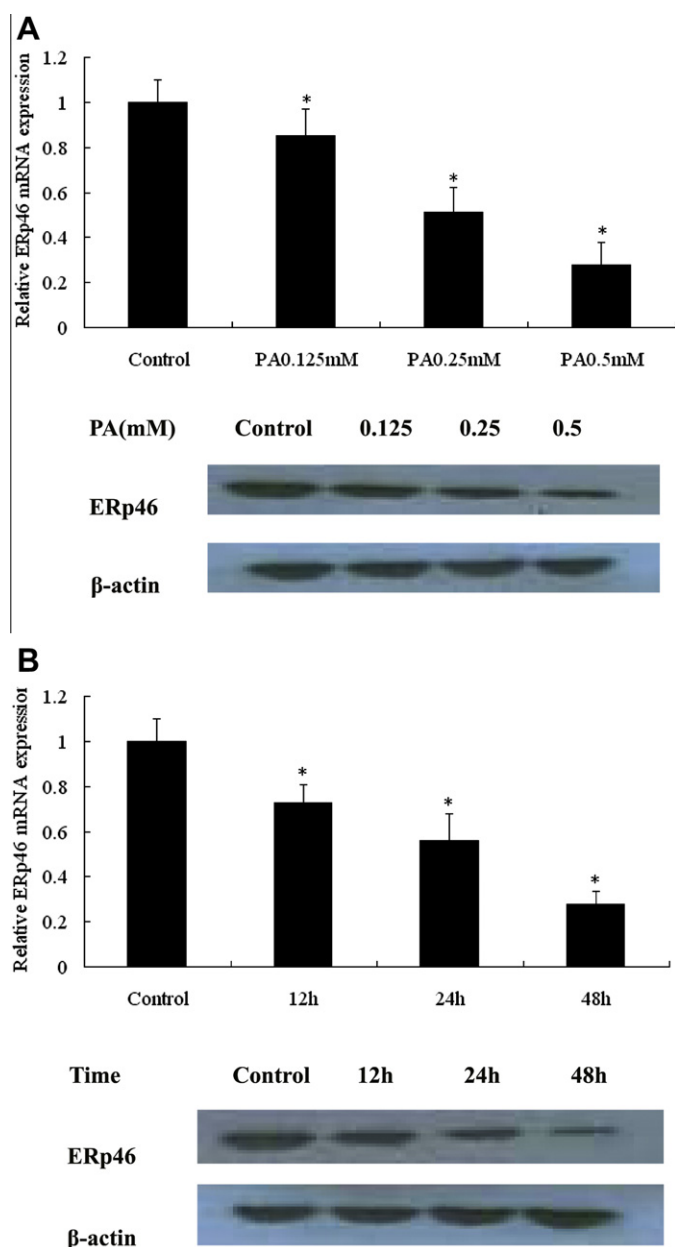 A
Relative ERp46 mRNA expression
1.2
1
0.8
0.6
0.4
0.2
0
*
*
*
Control PA0.125mM PA0.25mM PA0.5mM
PA(mM) Control 0.125 0.25 0.5
ERp46
β-actin
B
Relative ERp46 mRNA expression
1.2
1
0.8
0.6
0.4
0.2
0
*
*
*
Control 12h 24h 48h
Time Control 12h 24h 48h
ERp46
β-actin